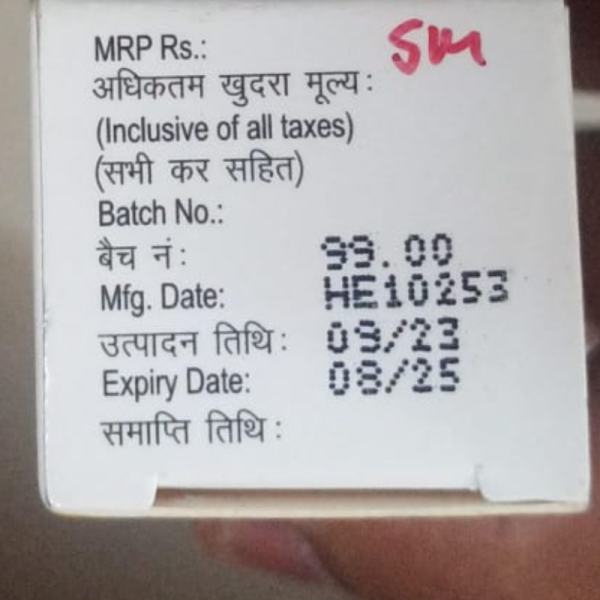 MRP Rs.: SM
अधिकतम खुदरा मूल्य:
(Inclusive of all taxes)
(सभी कर सहित)
Batch No.:
बैच नं: 99.00
Mfg. Date: HE10253
उत्पादन तिथि: 09/23
Expiry Date: 08/25
समाप्ति तिथि: